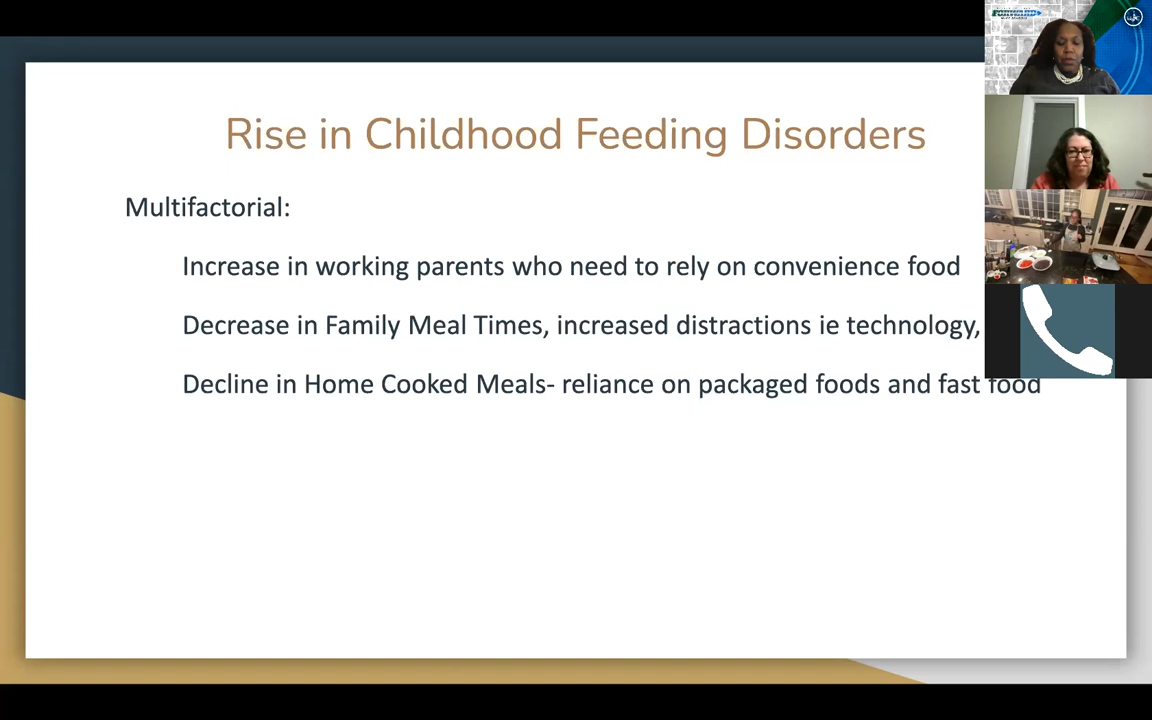 Rise in Childhood Feeding Disorders
Multifactorial:
Increase in working parents who need to rely on convenience food
Decrease in Family Meal Times, increased distractions ie technology,
Decline in Home Cooked Meals- reliance on packaged foods and fast food
FORWARD